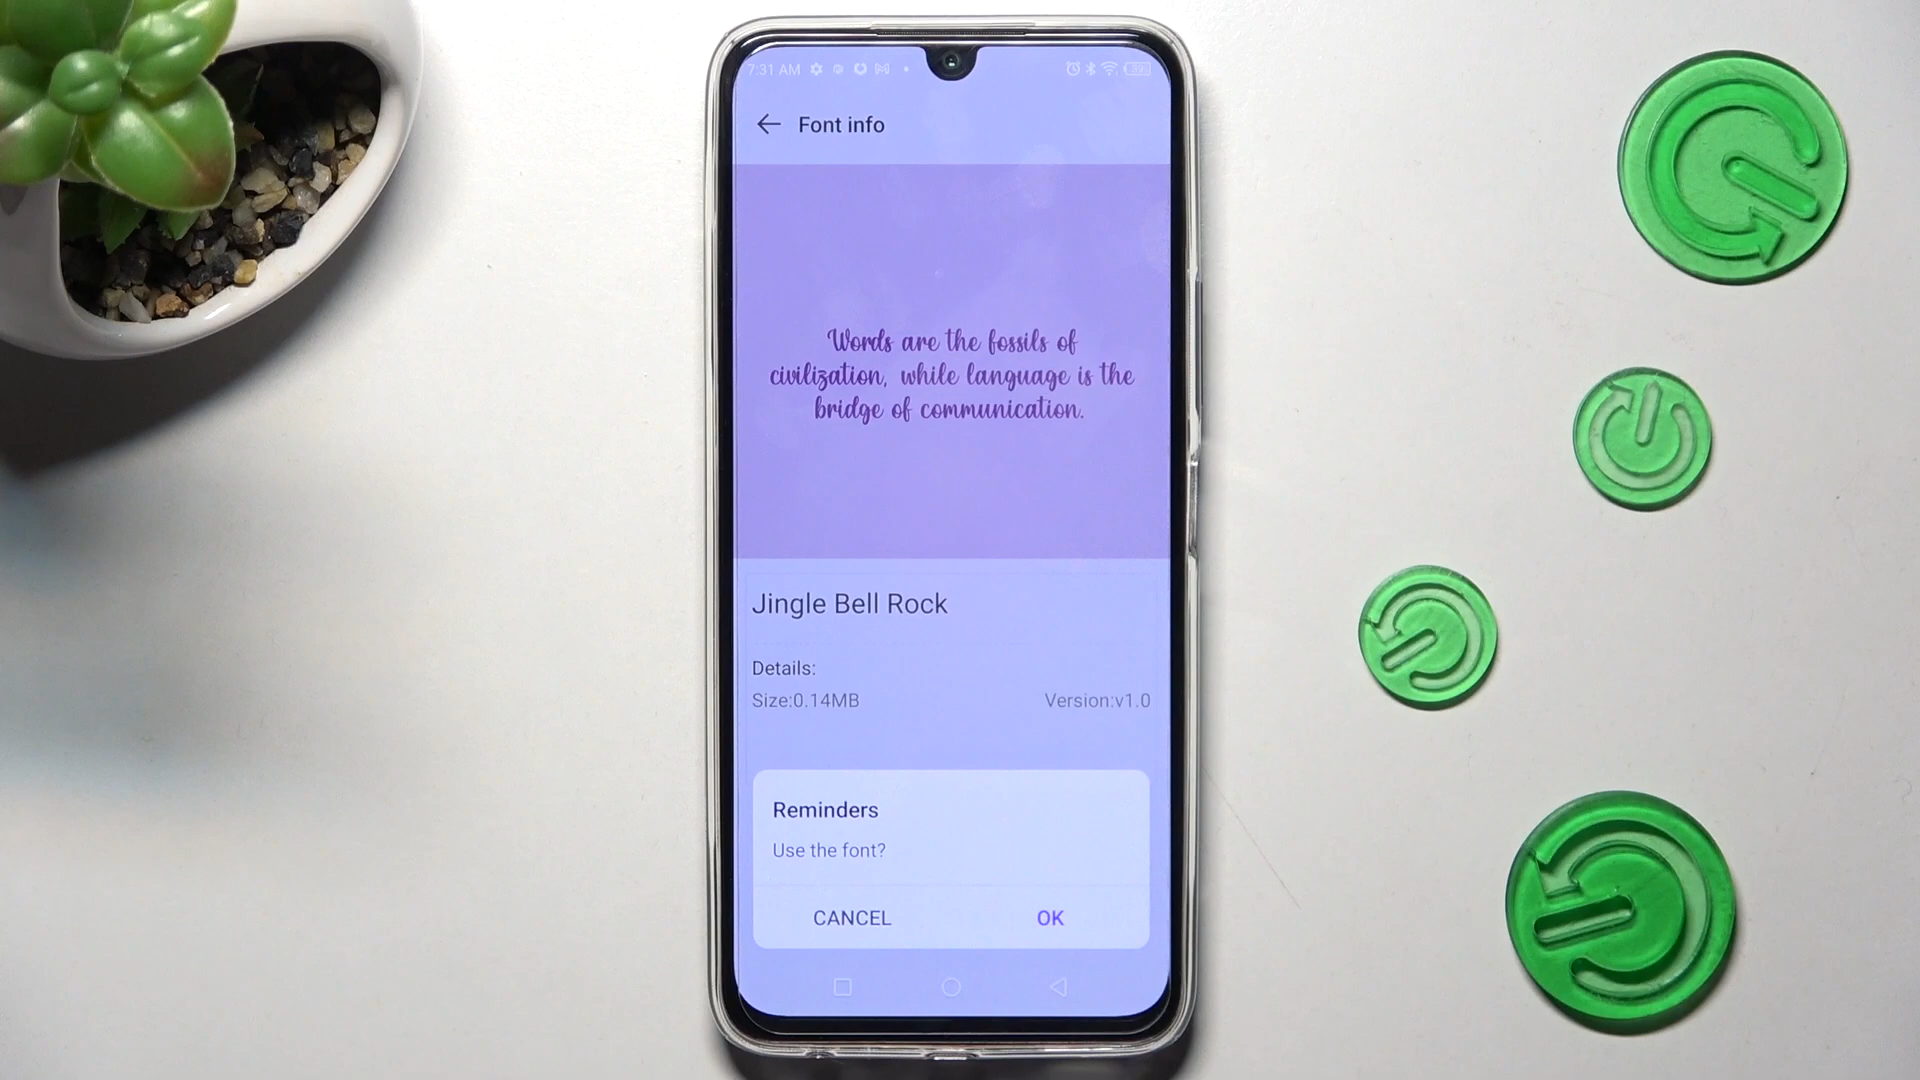 7:31 AM
Font info
Words are the fossils of
civilization, while language is the
bridge of communication.
Jingle Bell Rock
Details:
Size:0.14MB
Version:v1.0
Reminders
Use the font?
CANCEL
OK